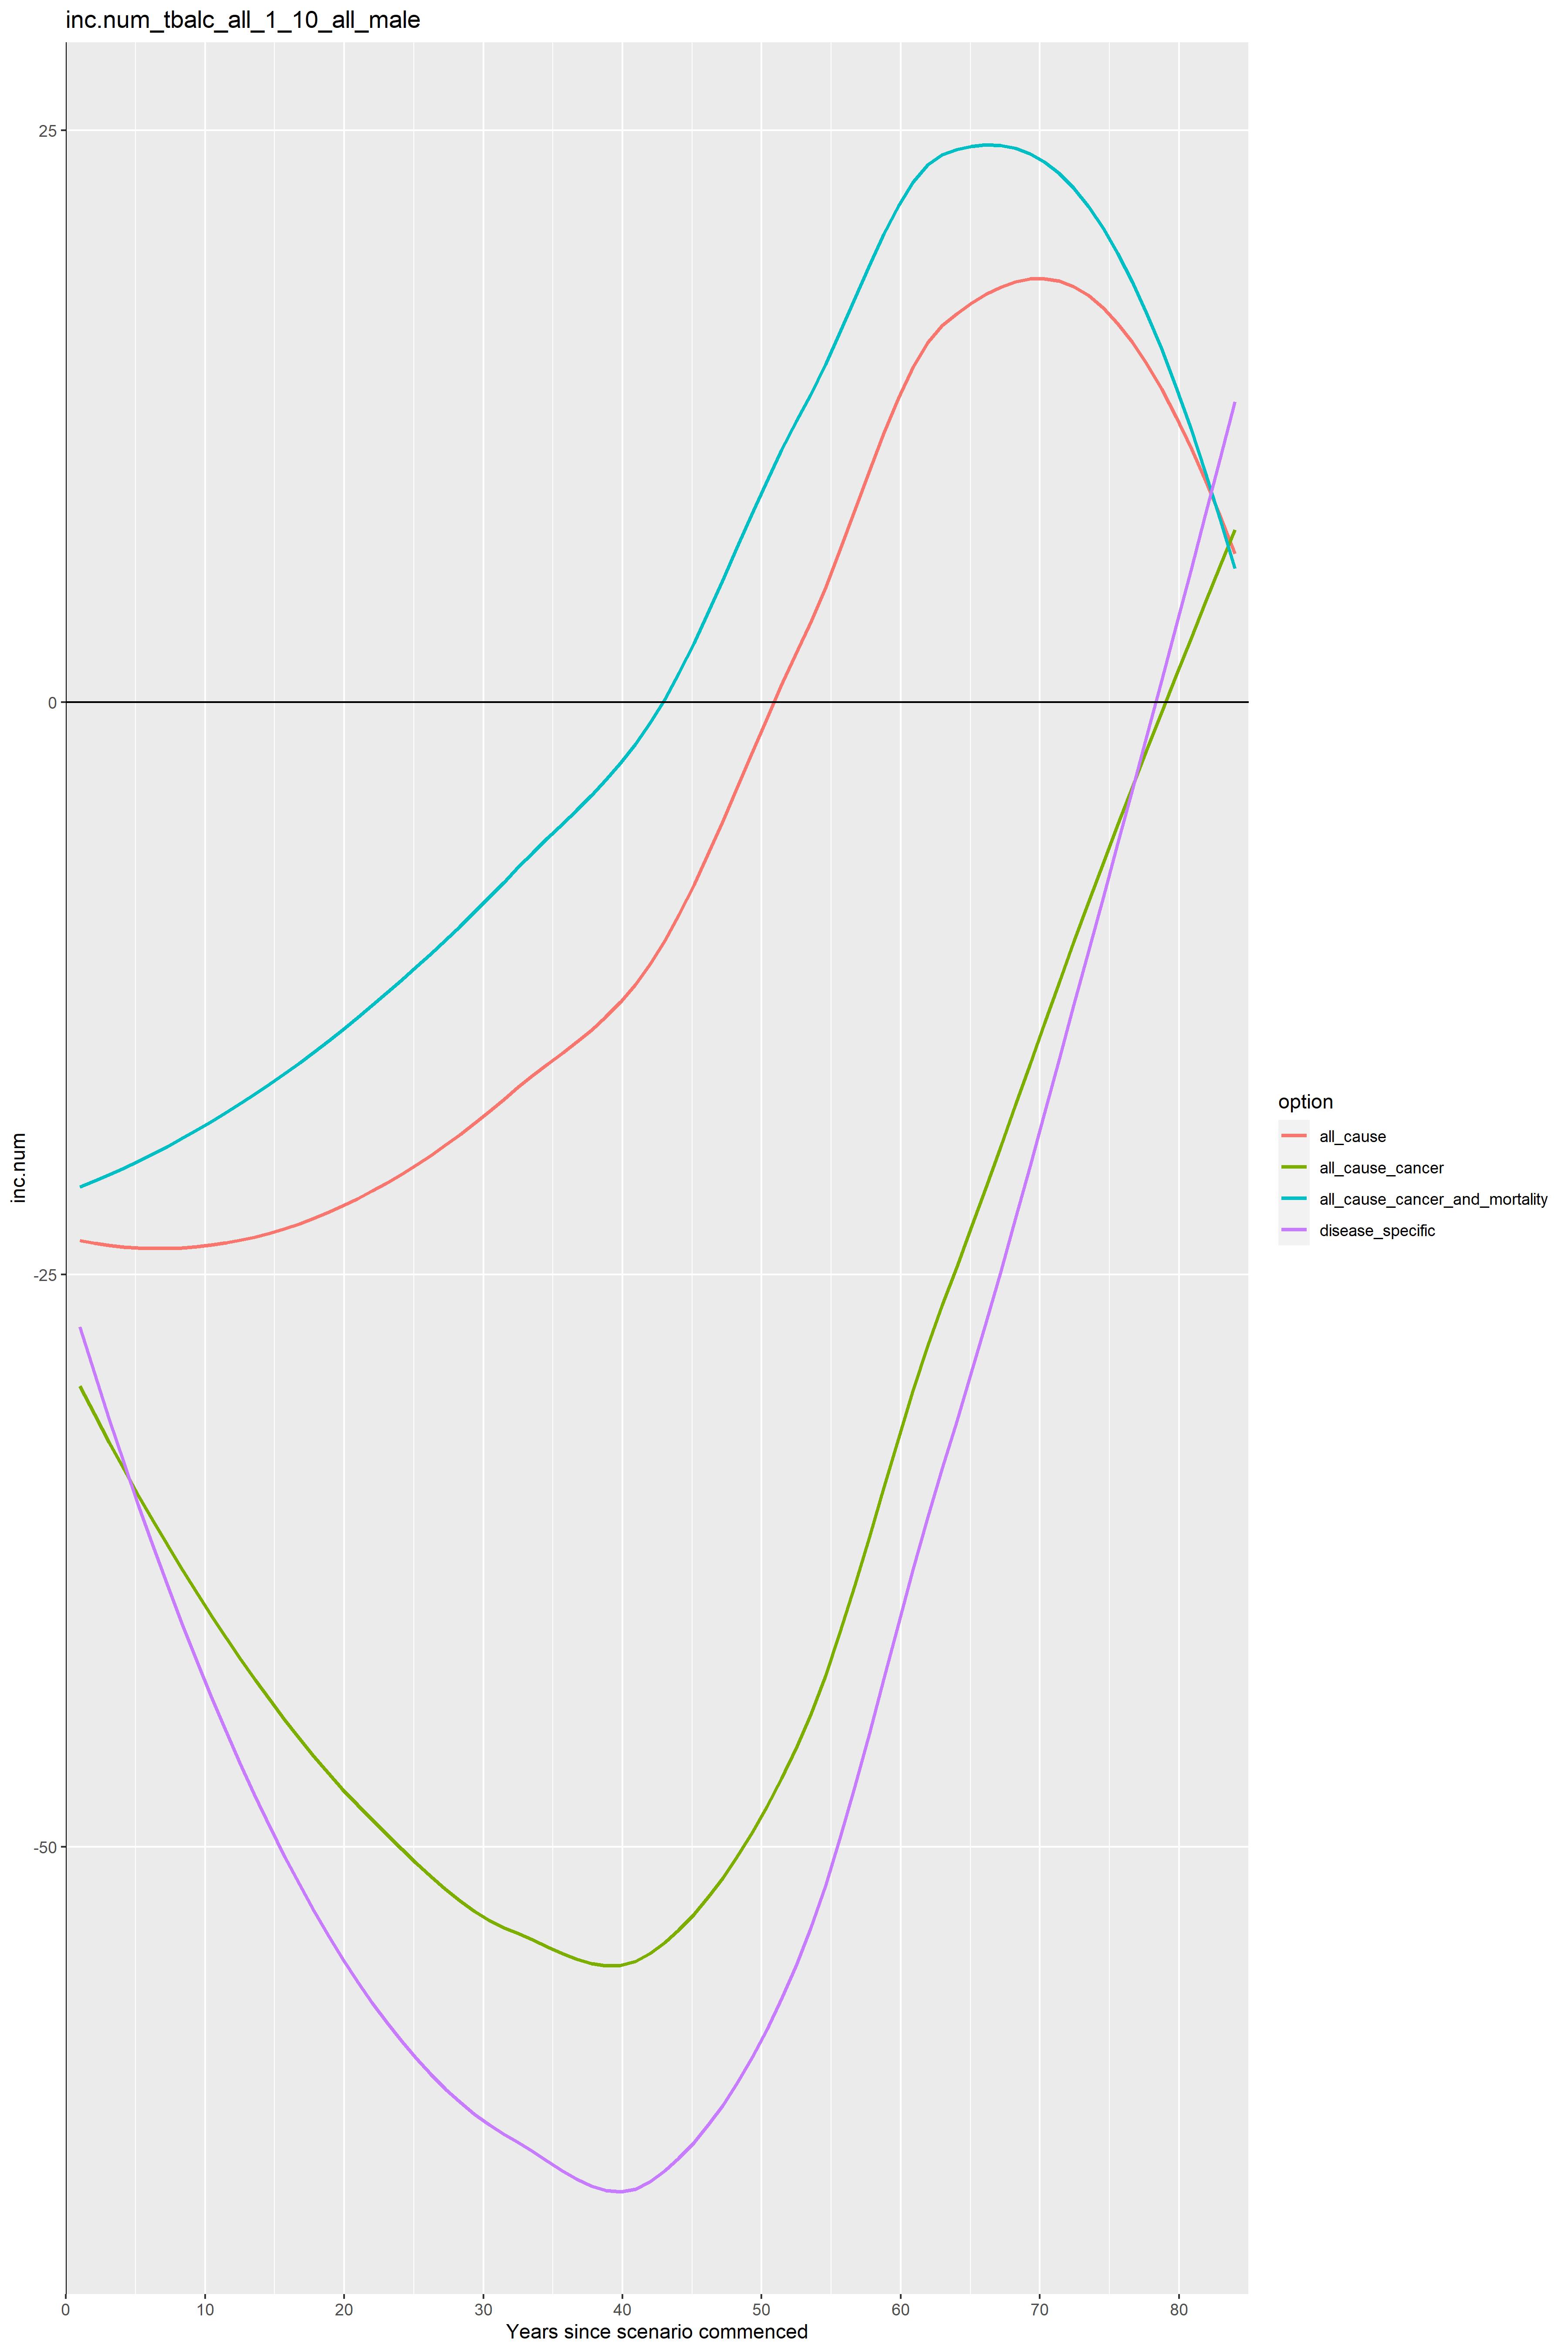 inc.num_tbalc_all_1_10_all_male
25
0
-25
-50
inc.num
0 10 20 30 40 50 60 70 80
Years since scenario commenced
option
all_cause
all_cause_cancer
all_cause_cancer_and_mortality
disease_specific